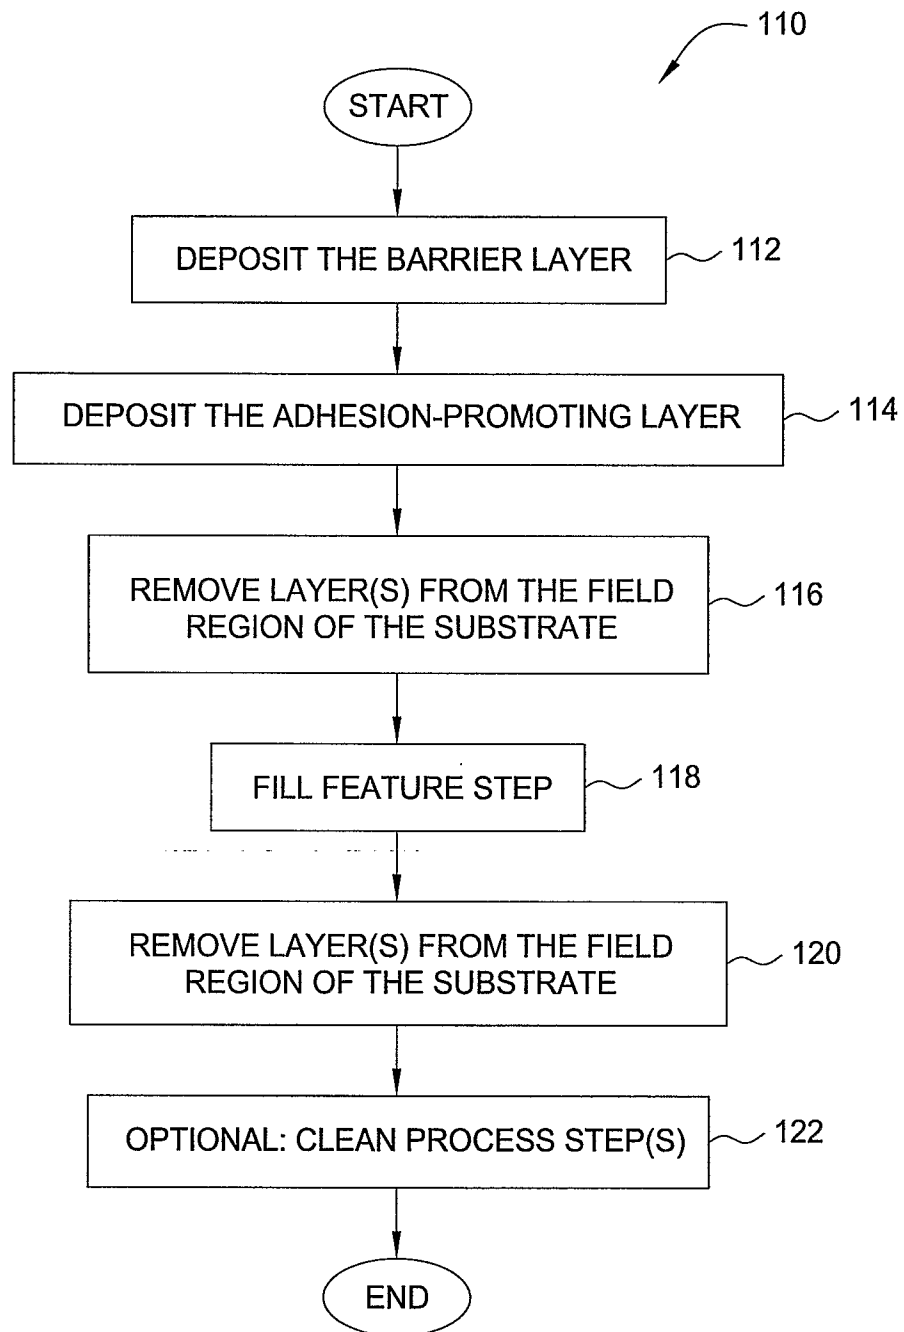 110
START
DEPOSIT THE BARRIER LAYER
112
DEPOSIT THE ADHESION-PROMOTING LAYER
114
REMOVE LAYER(S) FROM THE FIELD
REGION OF THE SUBSTRATE
116
FILL FEATURE STEP
118
REMOVE LAYER(S) FROM THE FIELD
REGION OF THE SUBSTRATE
120
OPTIONAL: CLEAN PROCESS STEP(S)
122
END